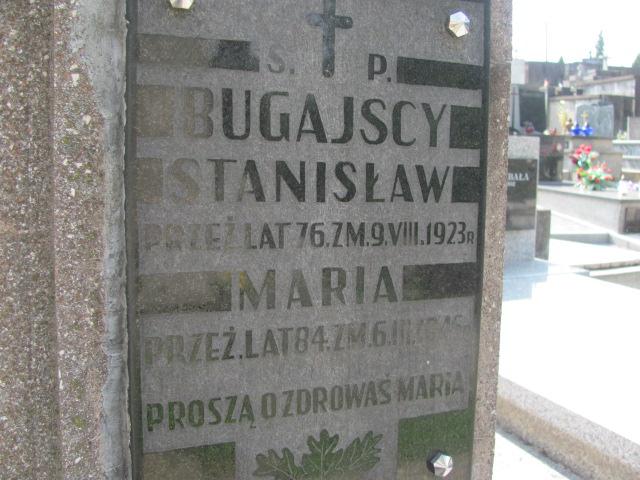 Ś. P.
BUGAJSCY
STANISŁAW
PRZEŻ LAT 76. ZM. 9. VIII. 1923 R
MARIA
PRZEŻ. LAT 84. ZM. 6. III.
PROSZĄ O ZDROWAŚ MARIA